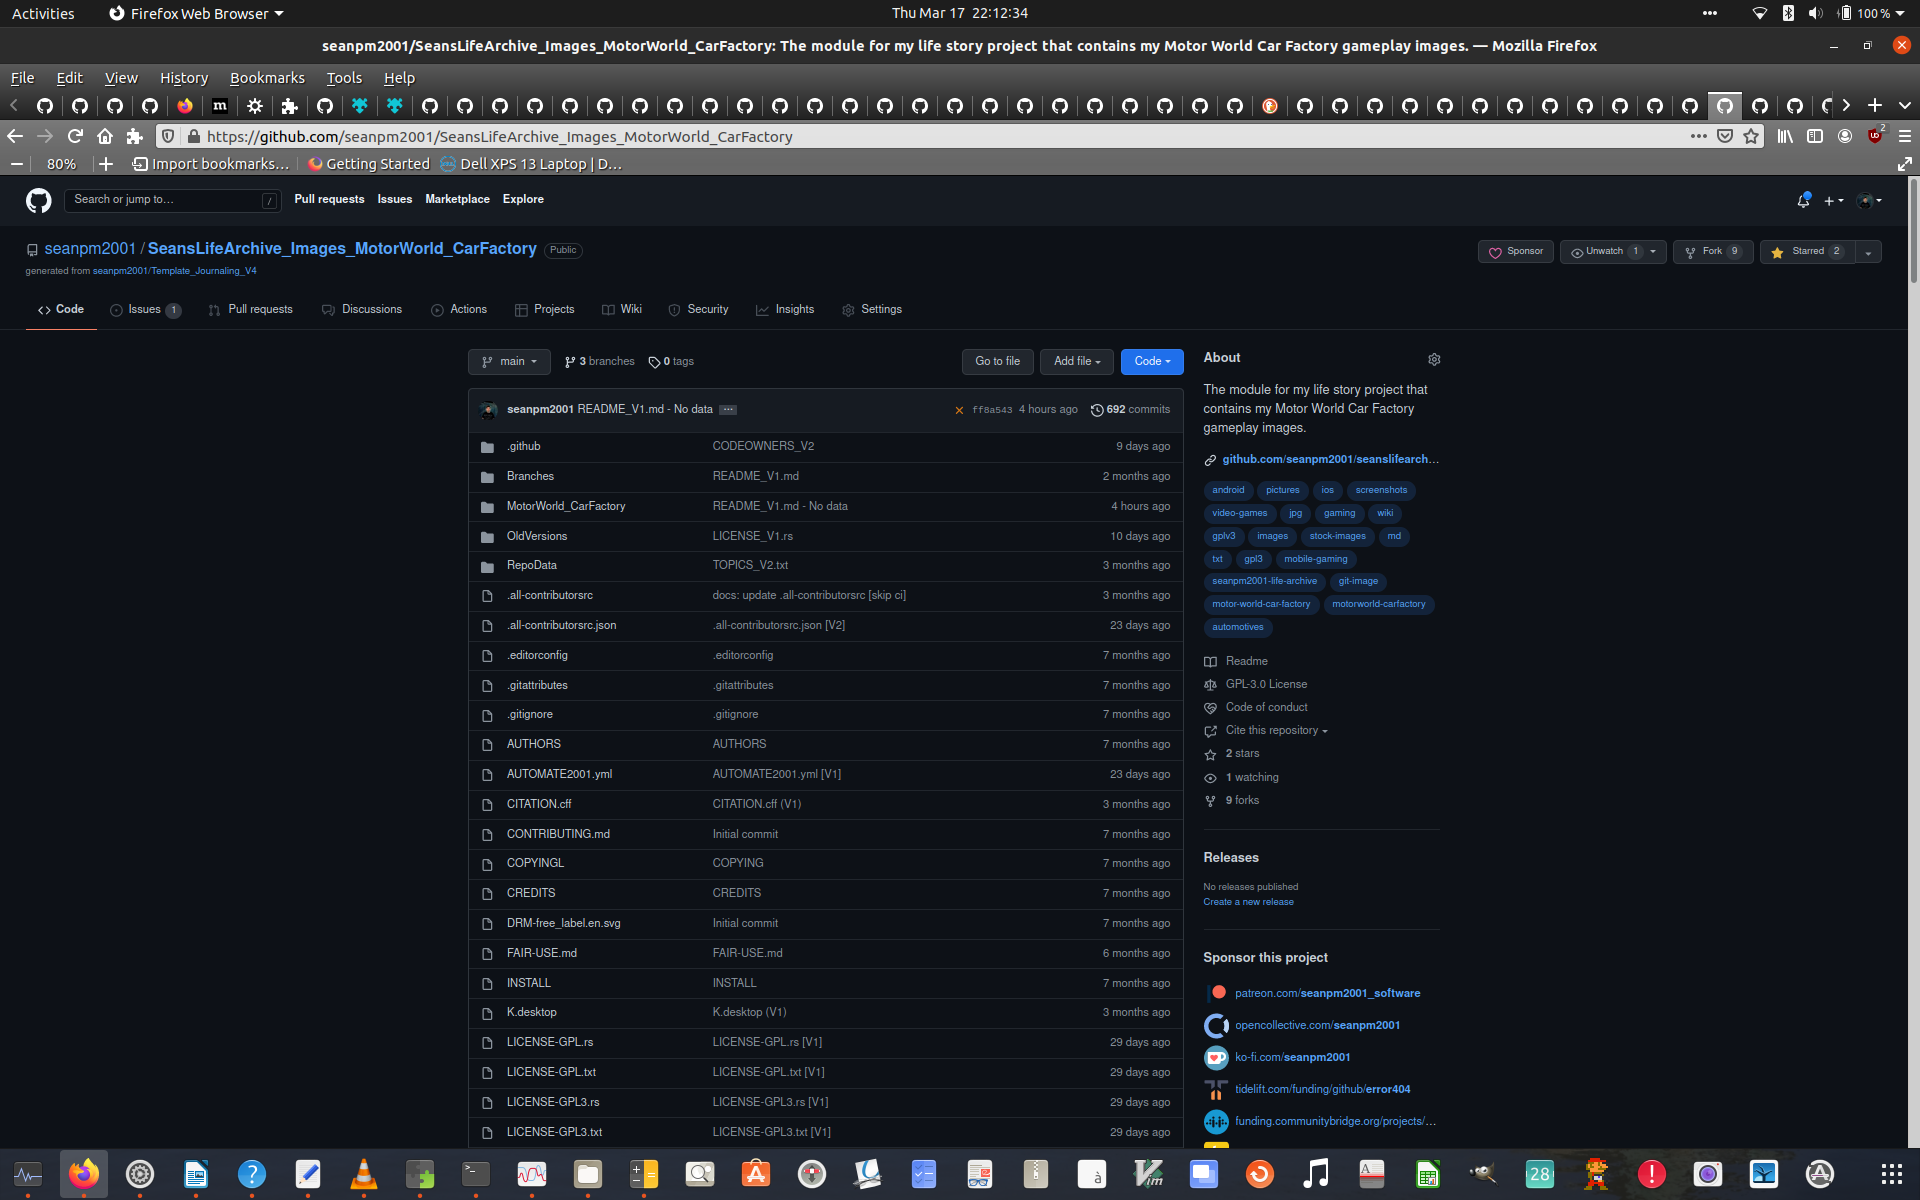 Activities Firefox Web Browser Thu Mar 17 22:12:34 100 %
seanpm2001/SeansLifeArchive_Images_MotorWorld_CarFactory: The module for my life story project that contains my Motor World Car Factory gameplay images. — Mozilla Firefox
File Edit View History Bookmarks Tools Help
https://github.com/seanpm2001/SeansLifeArchive_Images_MotorWorld_CarFactory 2
80% Import bookmarks... Getting Started Dell XPS 13 Laptop | D...
Search or jump to... / Pull requests Issues Marketplace Explore
seanpm2001 / SeansLifeArchive_Images_MotorWorld_CarFactory Public Sponsor Unwatch 1 Fork 9 Starred 2
generated from seanpm2001/Template_Journaling_V4
Code Issues 1 Pull requests Discussions Actions Projects Wiki Security Insights Settings
main 3 branches 0 tags Go to file Add file Code
seanpm2001 README_V1.md - No data ... ff8a543 4 hours ago 692 commits
.github CODEOWNERS_V2 9 days ago
Branches README_V1.md 2 months ago
MotorWorld_CarFactory README_V1.md - No data 4 hours ago
OldVersions LICENSE_V1.rs 10 days ago
RepoData TOPICS_V2.txt 3 months ago
.all-contributorsrc docs: update .all-contributorsrc [skip ci] 3 months ago
.all-contributorsrc.json .all-contributorsrc.json [V2] 23 days ago
.editorconfig .editorconfig 7 months ago
.gitattributes .gitattributes 7 months ago
.gitignore .gitignore 7 months ago
AUTHORS AUTHORS 7 months ago
AUTOMATE2001.yml AUTOMATE2001.yml [V1] 23 days ago
CITATION.cff CITATION.cff (V1) 3 months ago
CONTRIBUTING.md Initial commit 7 months ago
COPYINGL COPYING 7 months ago
CREDITS CREDITS 7 months ago
DRM-free_label.en.svg Initial commit 7 months ago
FAIR-USE.md FAIR-USE.md 6 months ago
INSTALL INSTALL 7 months ago
K.desktop K.desktop (V1) 3 months ago
LICENSE-GPL.rs LICENSE-GPL.rs [V1] 29 days ago
LICENSE-GPL.txt LICENSE-GPL.txt [V1] 29 days ago
LICENSE-GPL3.rs LICENSE-GPL3.rs [V1] 29 days ago
LICENSE-GPL3.txt LICENSE-GPL3.txt [V1] 29 days ago
About
The module for my life story project that
contains my Motor World Car Factory
gameplay images.
github.com/seanpm2001/seanslifearch...
android pictures ios screenshots
video-games jpg gaming wiki
gplv3 images stock-images md
txt gpl3 mobile-gaming
seanpm2001-life-archive git-image
motor-world-car-factory motorworld-carfactory
automotives
Readme
GPL-3.0 License
Code of conduct
Cite this repository
2 stars
1 watching
9 forks
Releases
No releases published
Create a new release
Sponsor this project
patreon.com/seanpm2001_software
opencollective.com/seanpm2001
ko-fi.com/seanpm2001
tidelift.com/funding/github/error404
funding.communitybridge.org/projects/...
28